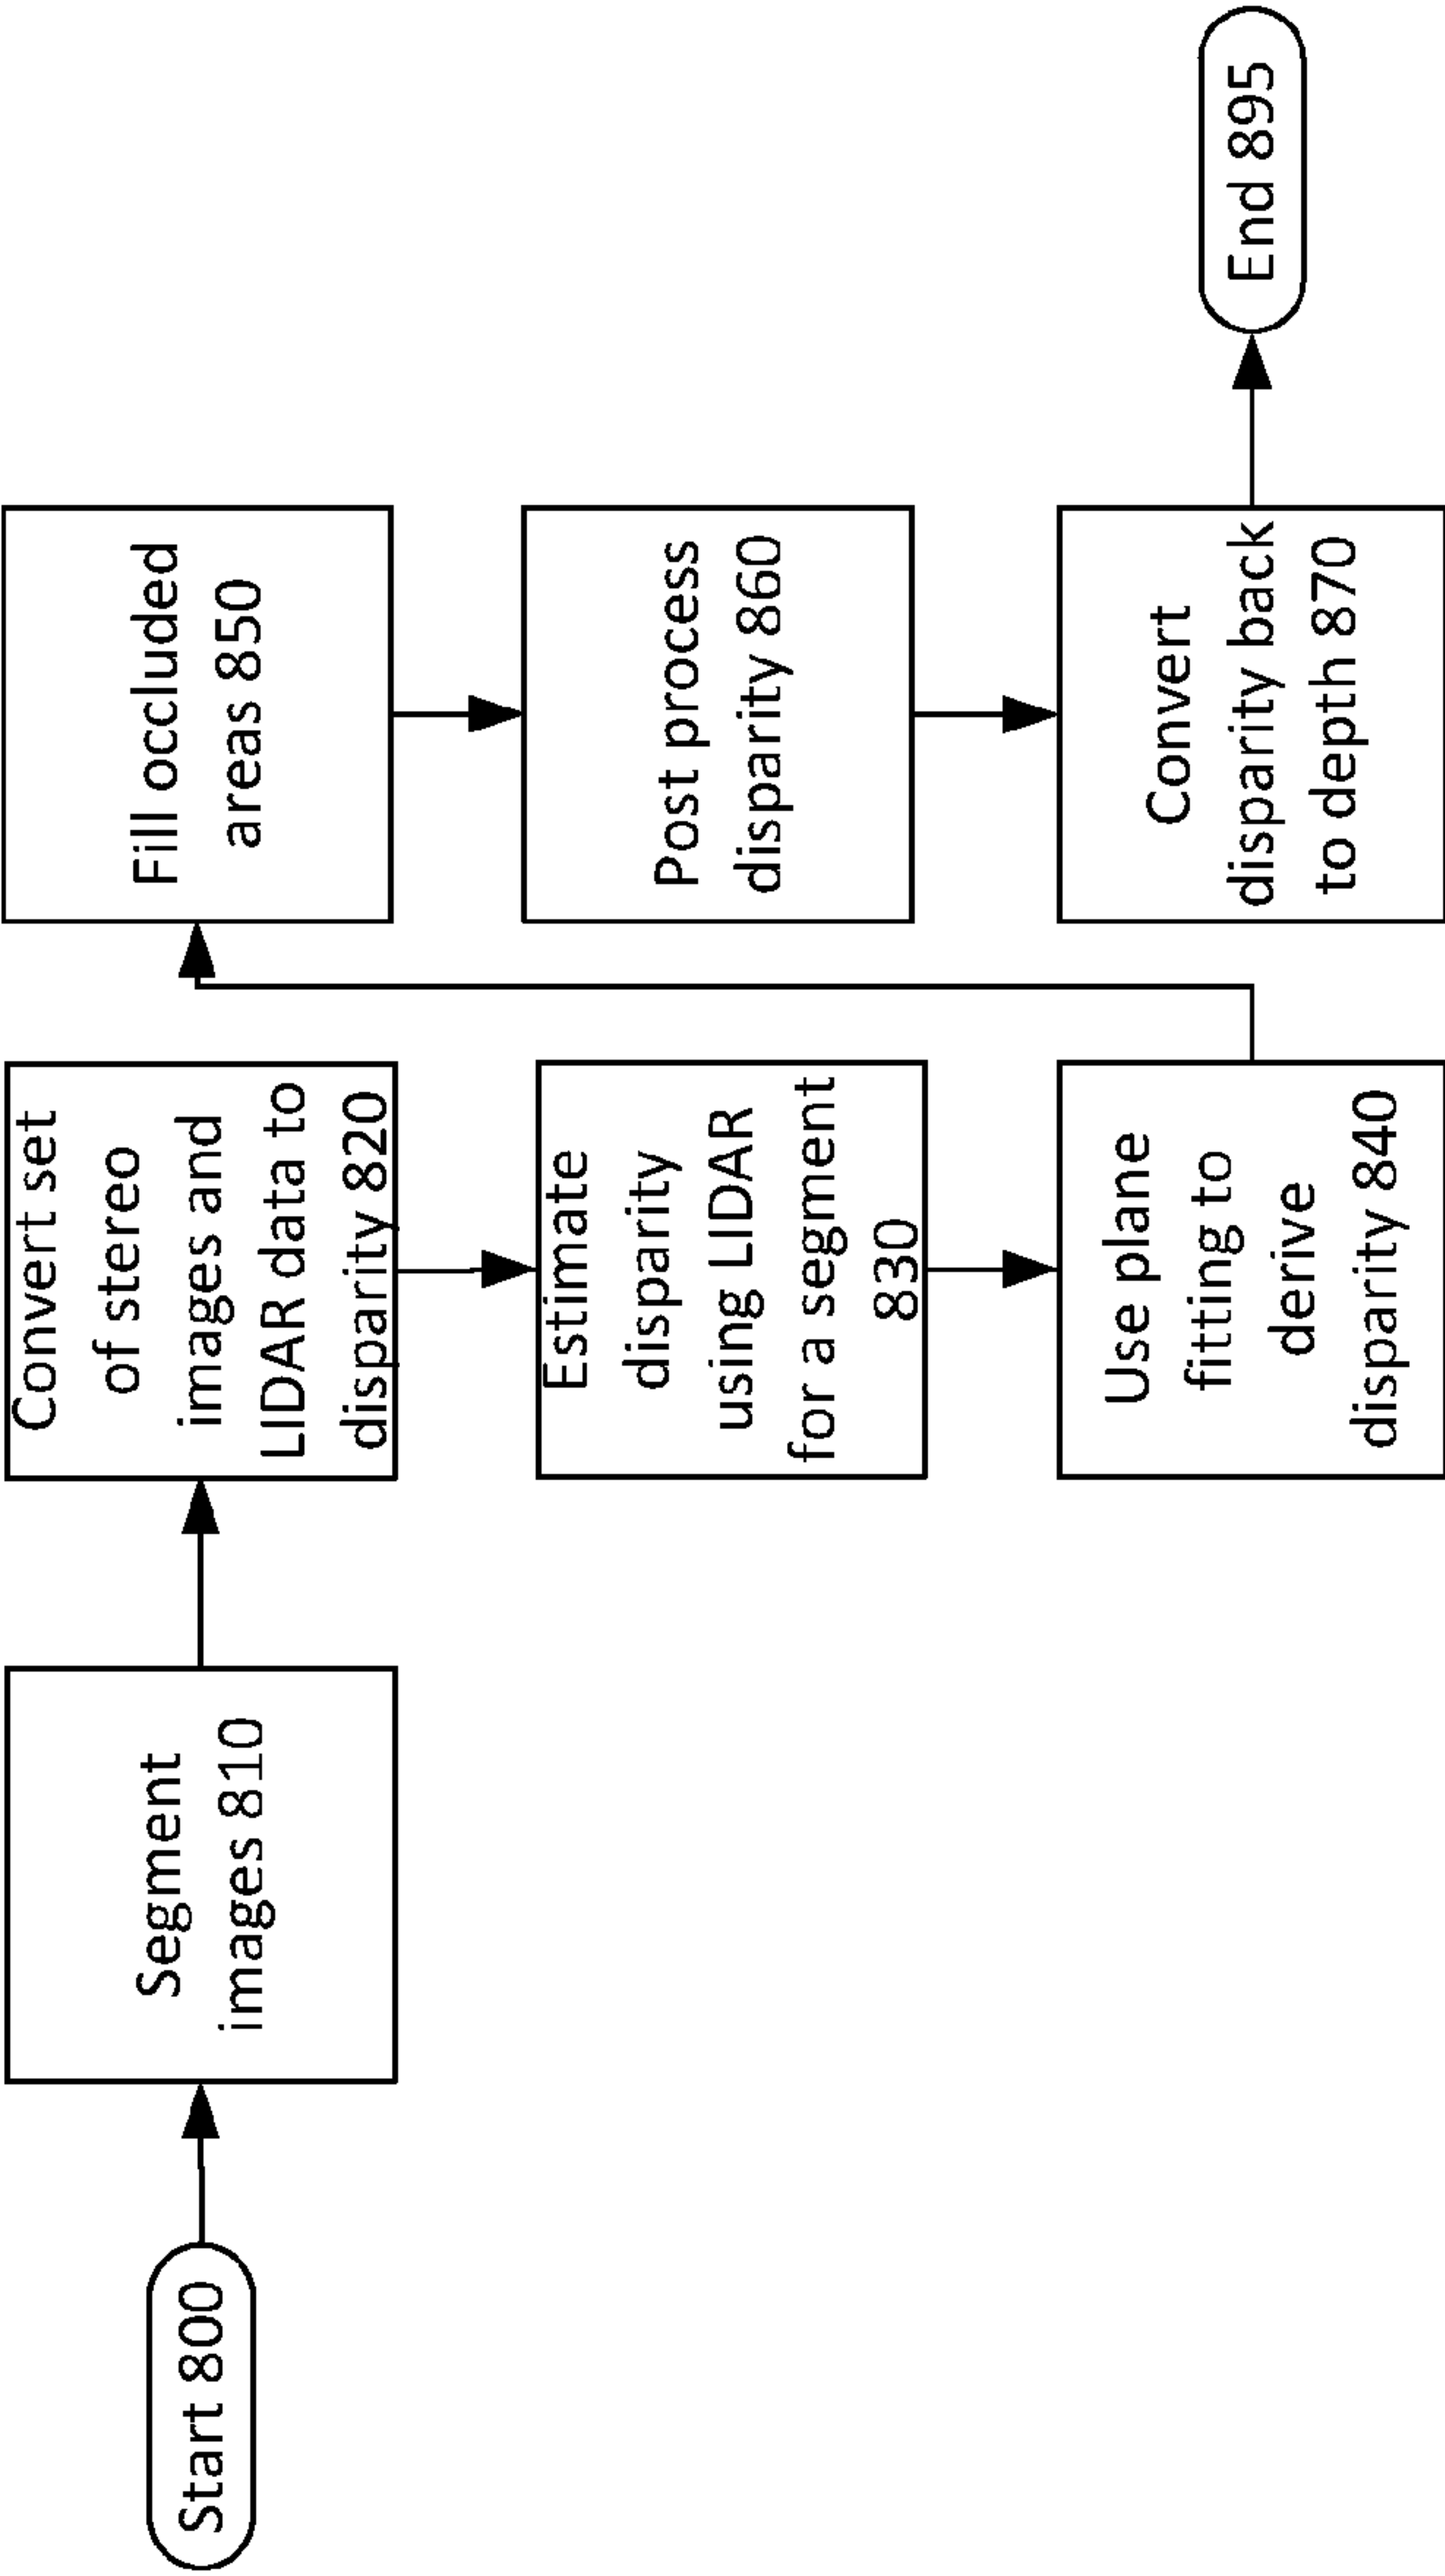 Start 800
Segment
images 810
Convert set
of stereo
images and
LIDAR data to
disparity 820
Estimate
disparity
using LIDAR
for a segment
830
Use plane
fitting to
derive
disparity 840
Fill occluded
areas 850
Post process
disparity 860
Convert
disparity back
to depth 870
End 895